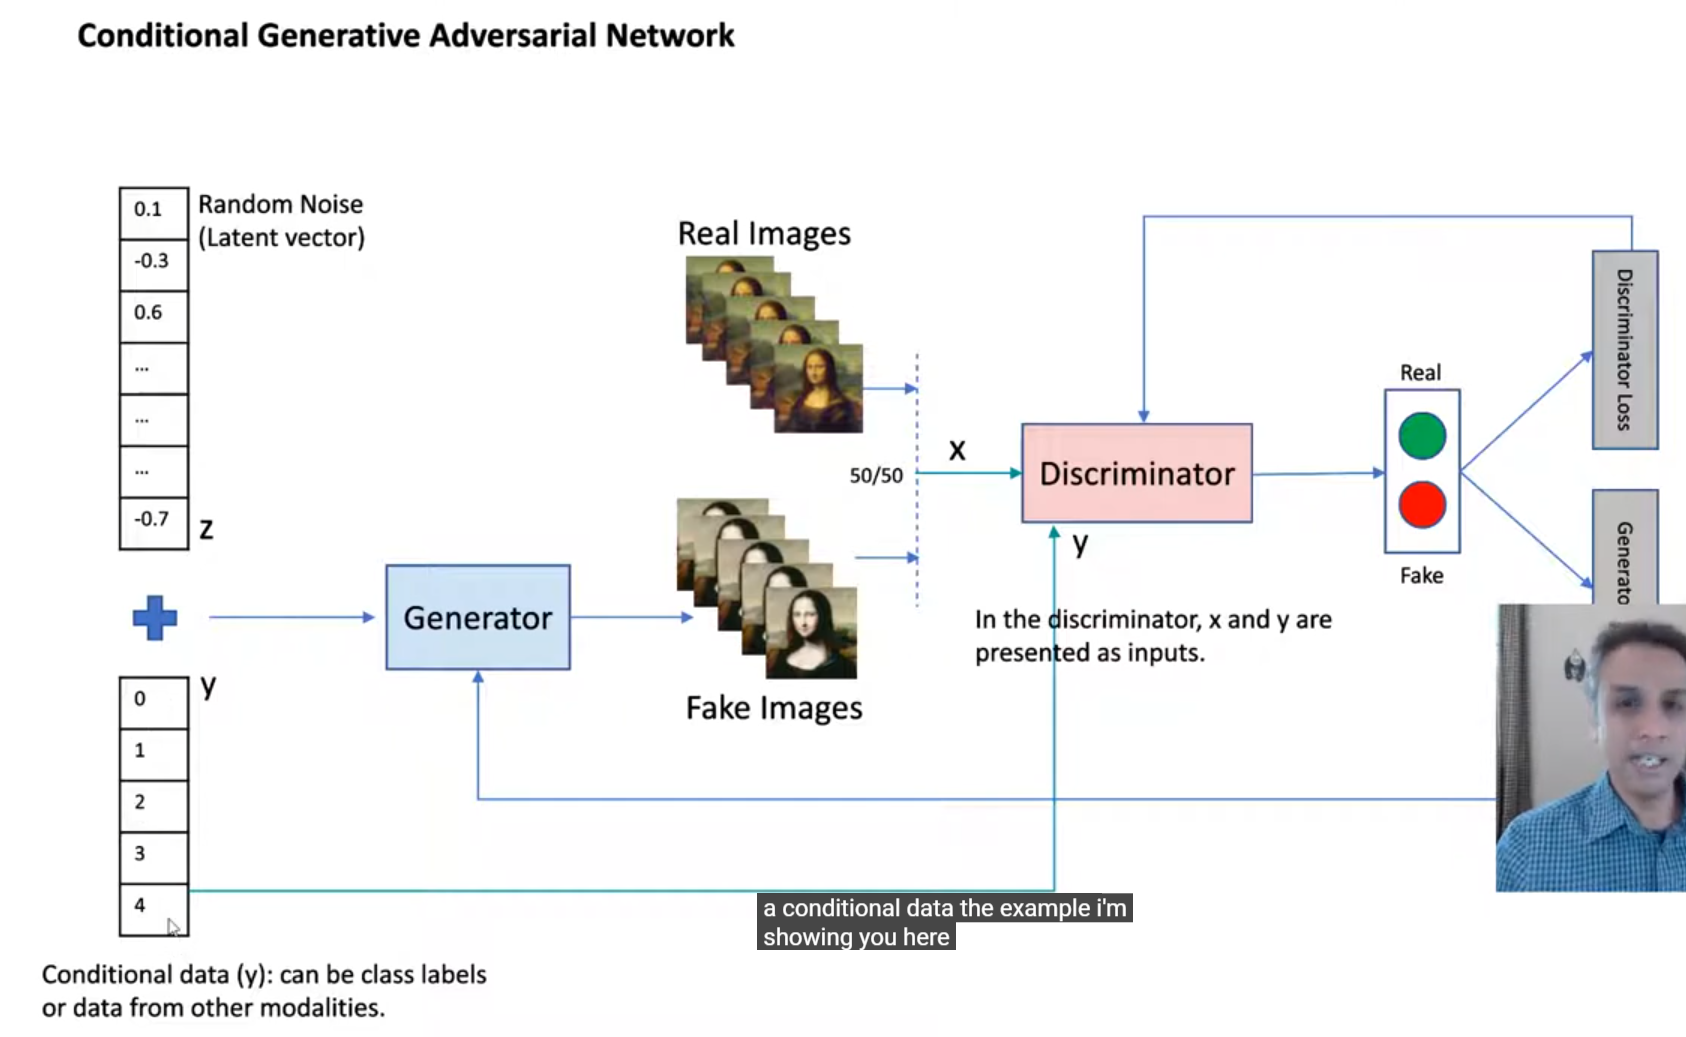 Conditional Generative Adversarial Network
0.1
-0.3
0.6
...
...
...
-0.7
Random Noise
(Latent vector)
z
0
1
2
3
4
y
Conditional data (y): can be class labels
or data from other modalities.
Generator
Real Images
50/50
Fake Images
x
Discriminator
y
In the discriminator, x and y are
presented as inputs.
Real
Fake
Discriminator Loss
Generato
a conditional data the example i'm
showing you here